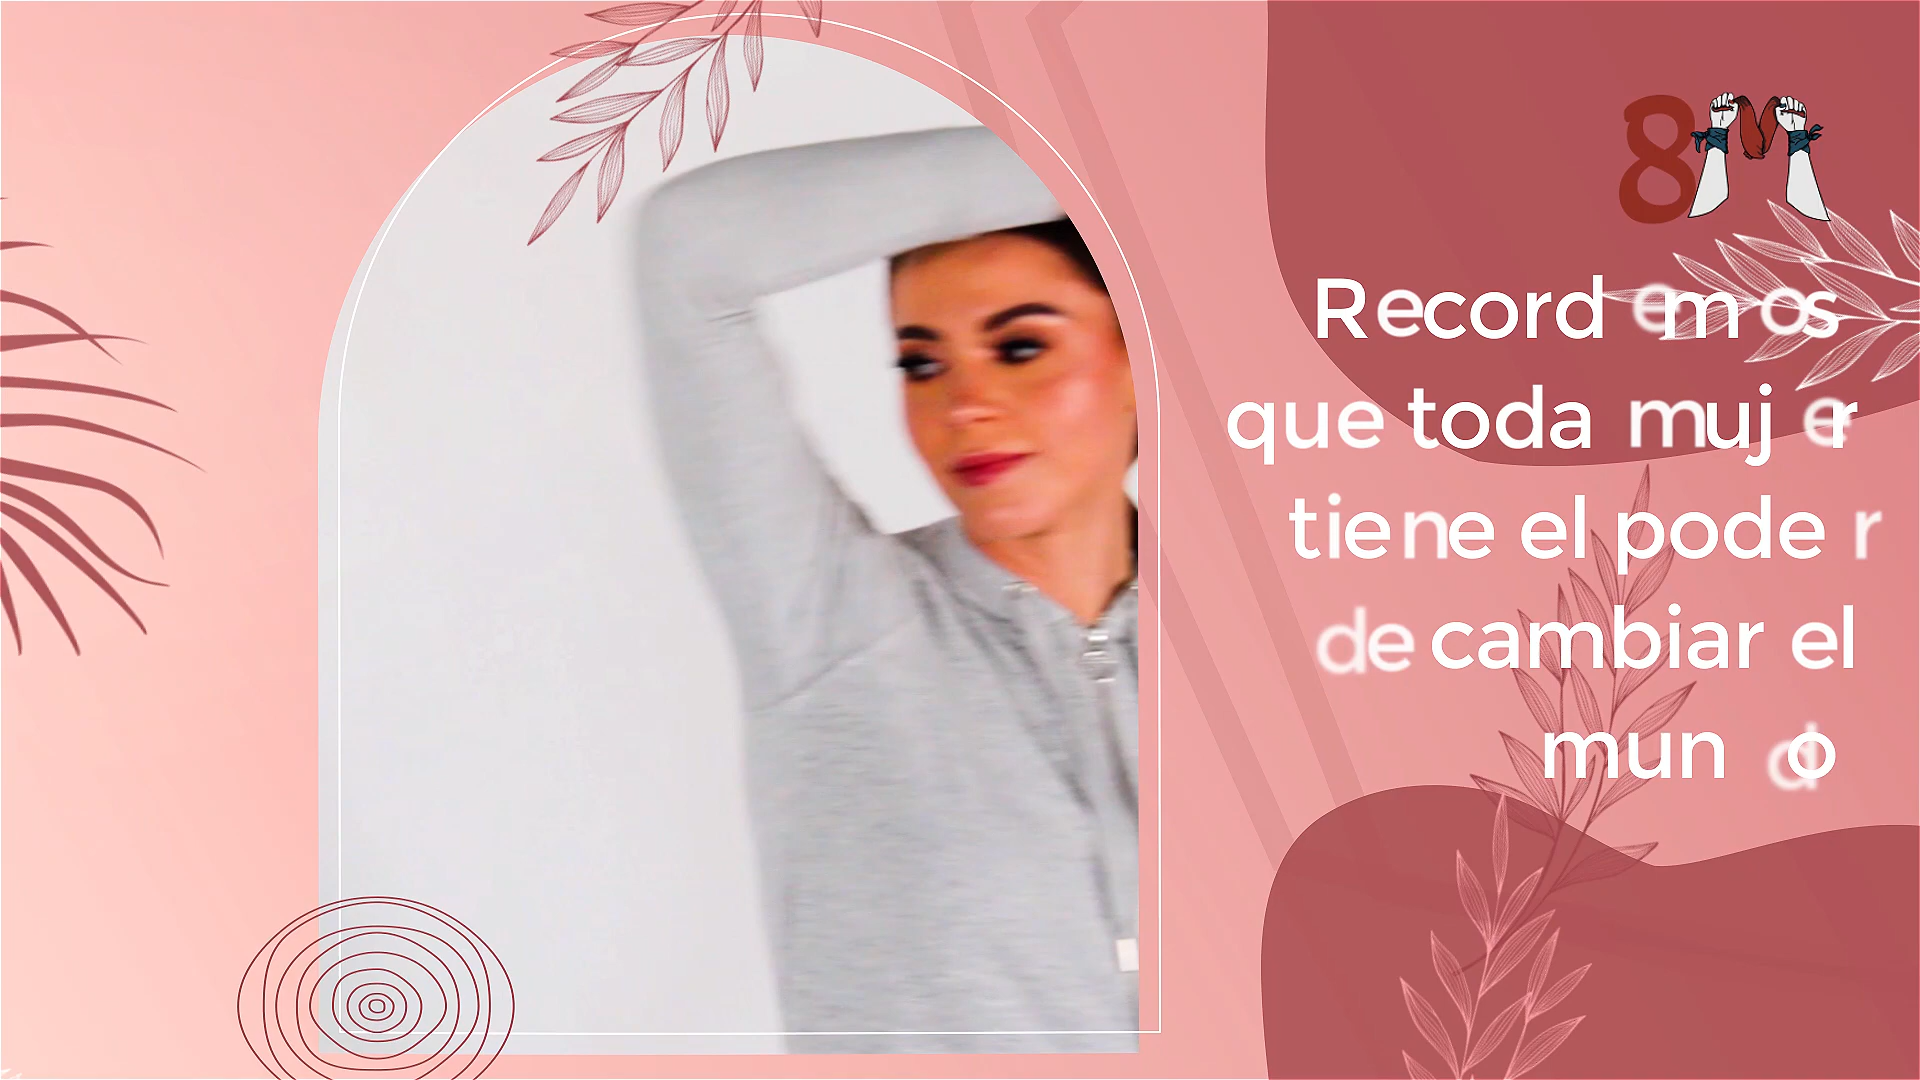 8M
Recordemos
que toda mujer
tiene el poder
de cambiar el
mundo